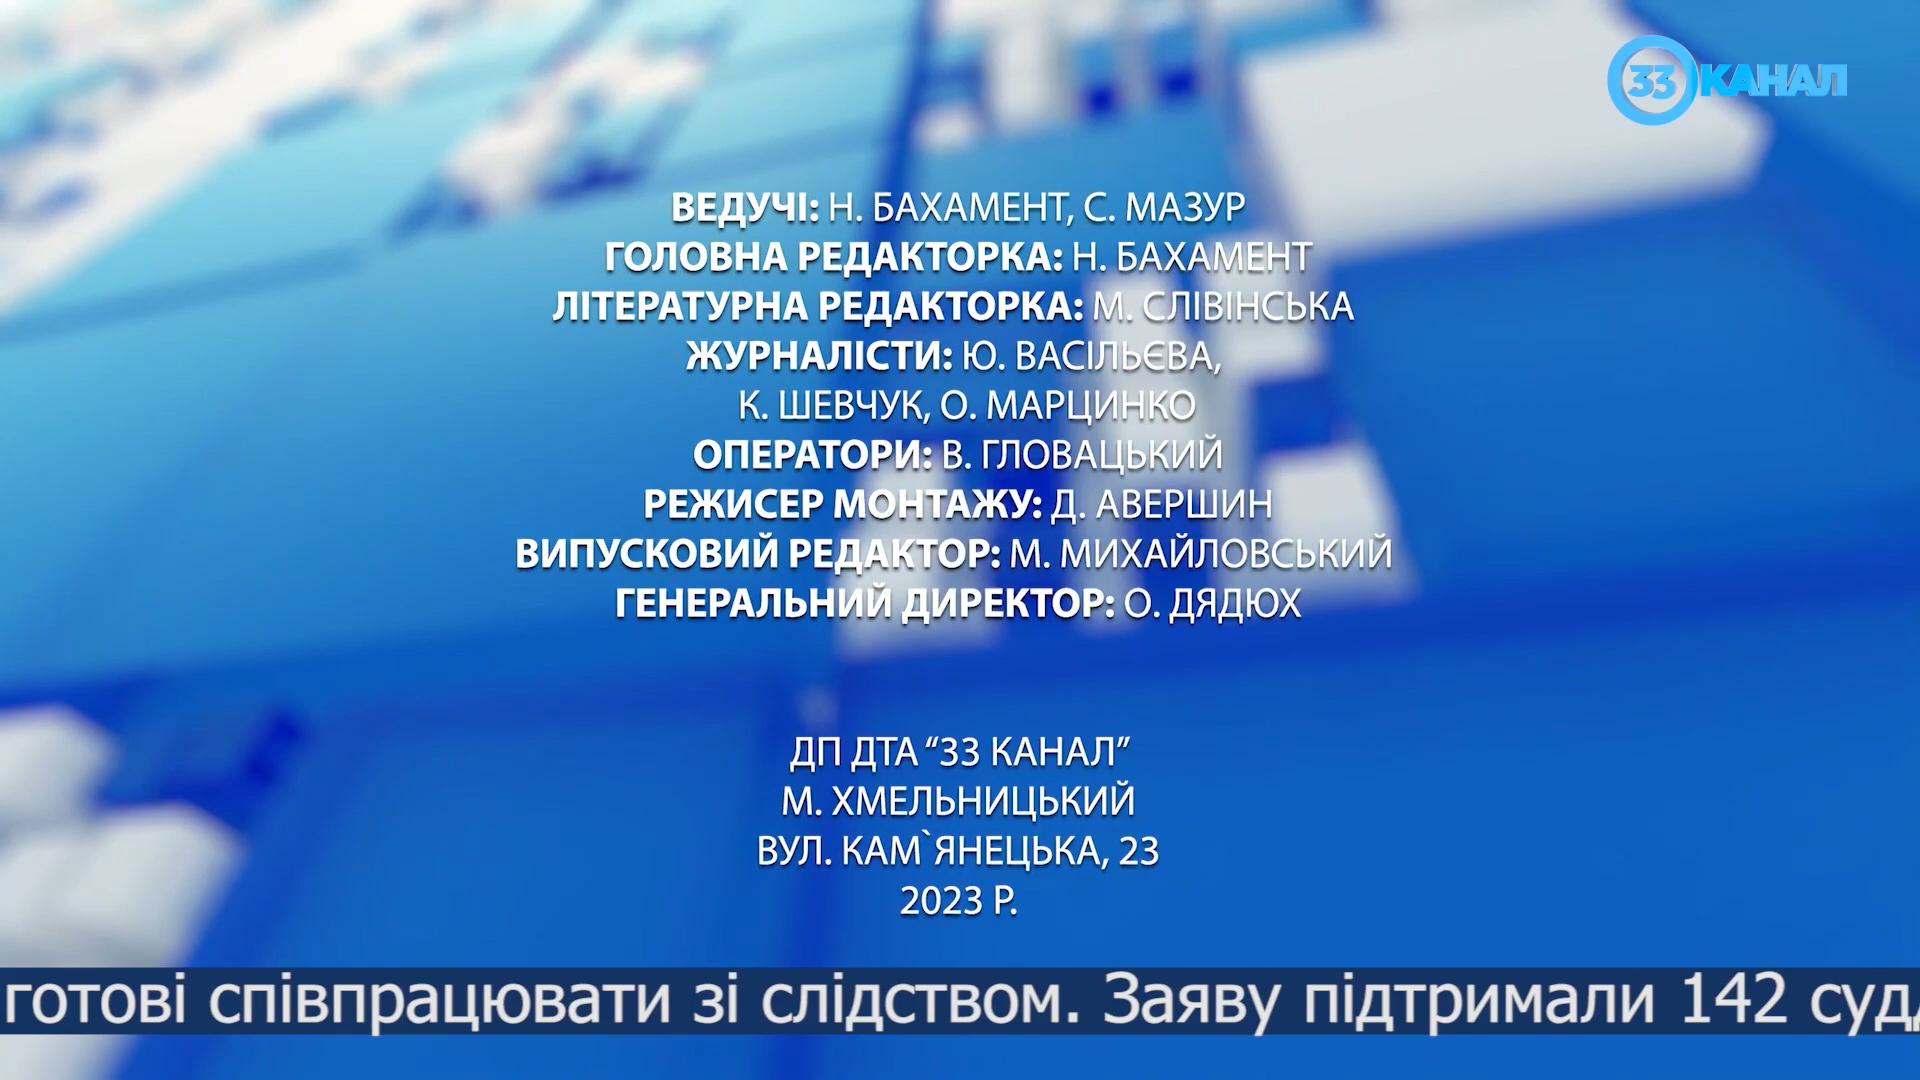 33 КАНАЛ
ВЕДУЧІ: Н. БАХАМЕНТ, С. МАЗУР
ГОЛОВНА РЕДАКТОРКА: Н. БАХАМЕНТ
ЛІТЕРАТУРНА РЕДАКТОРКА: М. СЛІВІНСЬКА
ЖУРНАЛІСТИ: Ю. ВАСІЛЬЄВА,
К. ШЕВЧУК, О. МАРЦИНКО
ОПЕРАТОРИ: В. ГЛОВАЦЬКИЙ
РЕЖИСЕР МОНТАЖУ: Д. АВЕРШИН
ВИПУСКОВИЙ РЕДАКТОР: М. МИХАЙЛОВСЬКИЙ
ГЕНЕРАЛЬНИЙ ДИРЕКТОР: О. ДЯДЮХ
ДП ДТА “33 КАНАЛ”
М. ХМЕЛЬНИЦЬКИЙ
ВУЛ. КАМ`ЯНЕЦЬКА, 23
2023 Р.
готові співпрацювати зі слідством. Заяву підтримали 142